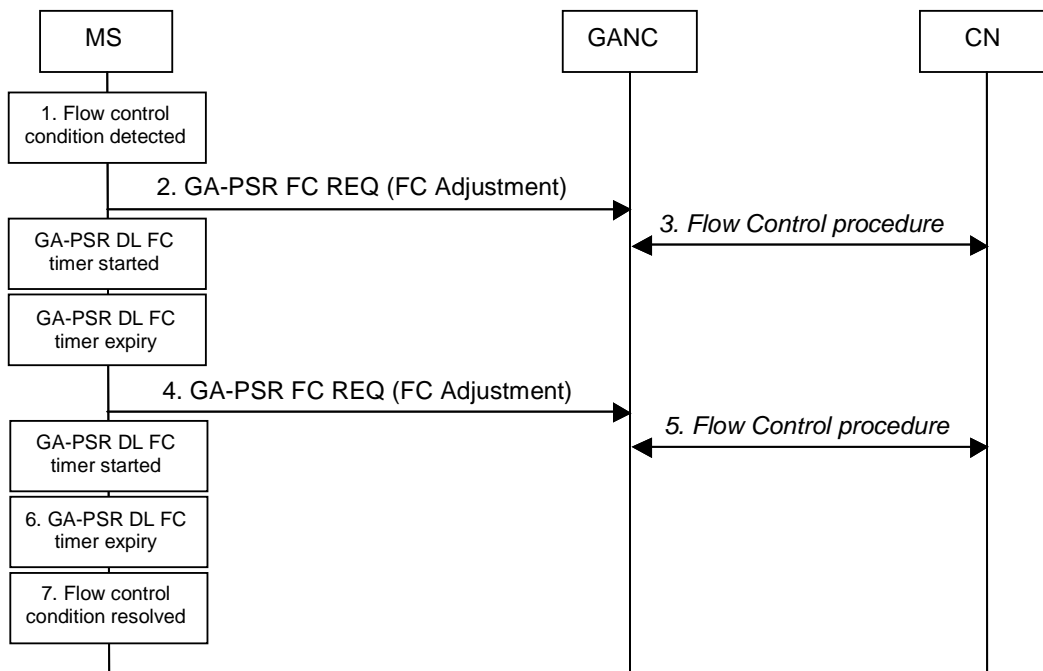 MS
GANC
CN
1. Flow control
condition detected
2. GA-PSR FC REQ (FC Adjustment)
GA-PSR DL FC
timer started
3. Flow Control procedure
GA-PSR DL FC
timer expiry
4. GA-PSR FC REQ (FC Adjustment)
GA-PSR DL FC
timer started
5. Flow Control procedure
6. GA-PSR DL FC
timer expiry
7. Flow control
condition resolved